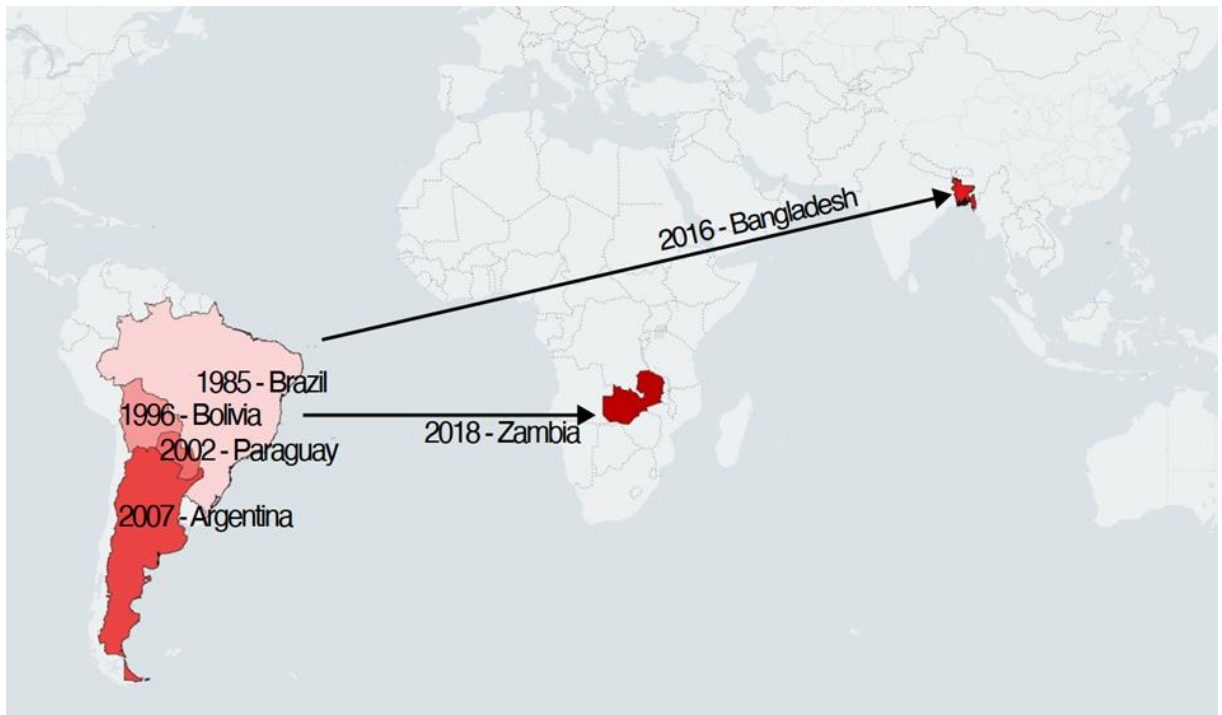 2016 - Bangladesh
1985 - Brazil
1996 - Bolivia
2018 - Zambia
2002 - Paraguay
2007 - Argentina